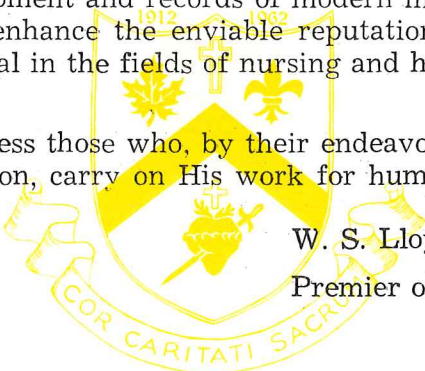 1912 1962
opment and records of modern m
enhance the enviable reputation
al in the fields of nursing and h
ess those who, by their endeavo
on, carry on His work for hum
W. S. Lloy
Premier o
COR CARITATI SACRU